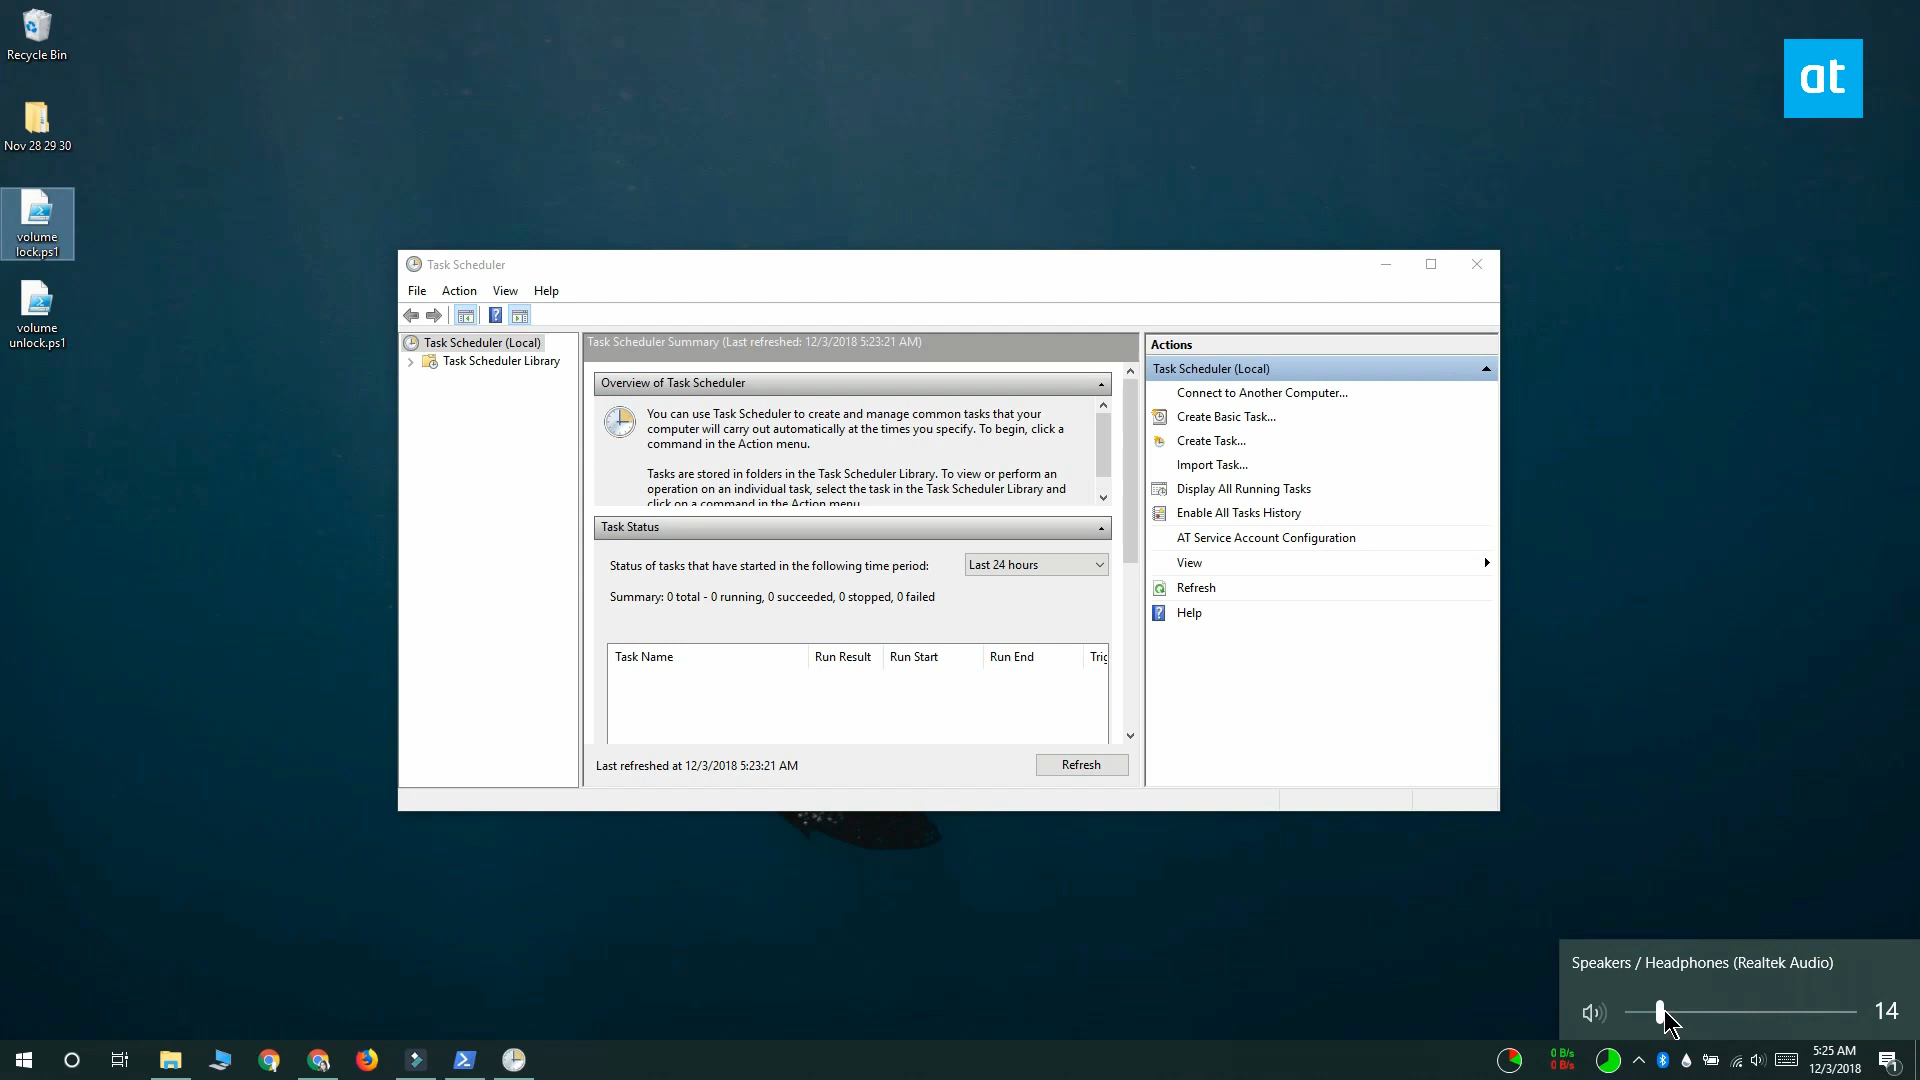 Recycle Bin
Nov 28 29 30
volume
lock.ps1
volume
unlock.ps1
at
Task Scheduler
File Action View Help
Task Scheduler (Local)
Task Scheduler Library
Task Scheduler Summary (Last refreshed: 12/3/2018 5:23:21 AM)
Overview of Task Scheduler
You can use Task Scheduler to create and manage common tasks that your
computer will carry out automatically at the times you specify. To begin, click a
command in the Action menu.
Tasks are stored in folders in the Task Scheduler Library. To view or perform an
operation on an individual task, select the task in the Task Scheduler Library and
click on a command in the Action menu.
Task Status
Status of tasks that have started in the following time period:
Last 24 hours
Summary: 0 total - 0 running, 0 succeeded, 0 stopped, 0 failed
Task Name Run Result Run Start Run End Trig
Last refreshed at 12/3/2018 5:23:21 AM
Refresh
Actions
Task Scheduler (Local)
Connect to Another Computer...
Create Basic Task...
Create Task...
Import Task...
Display All Running Tasks
Enable All Tasks History
AT Service Account Configuration
View
Refresh
Help
Speakers / Headphones (Realtek Audio)
14
0 B/s
0 B/s
5:25 AM
12/3/2018
1